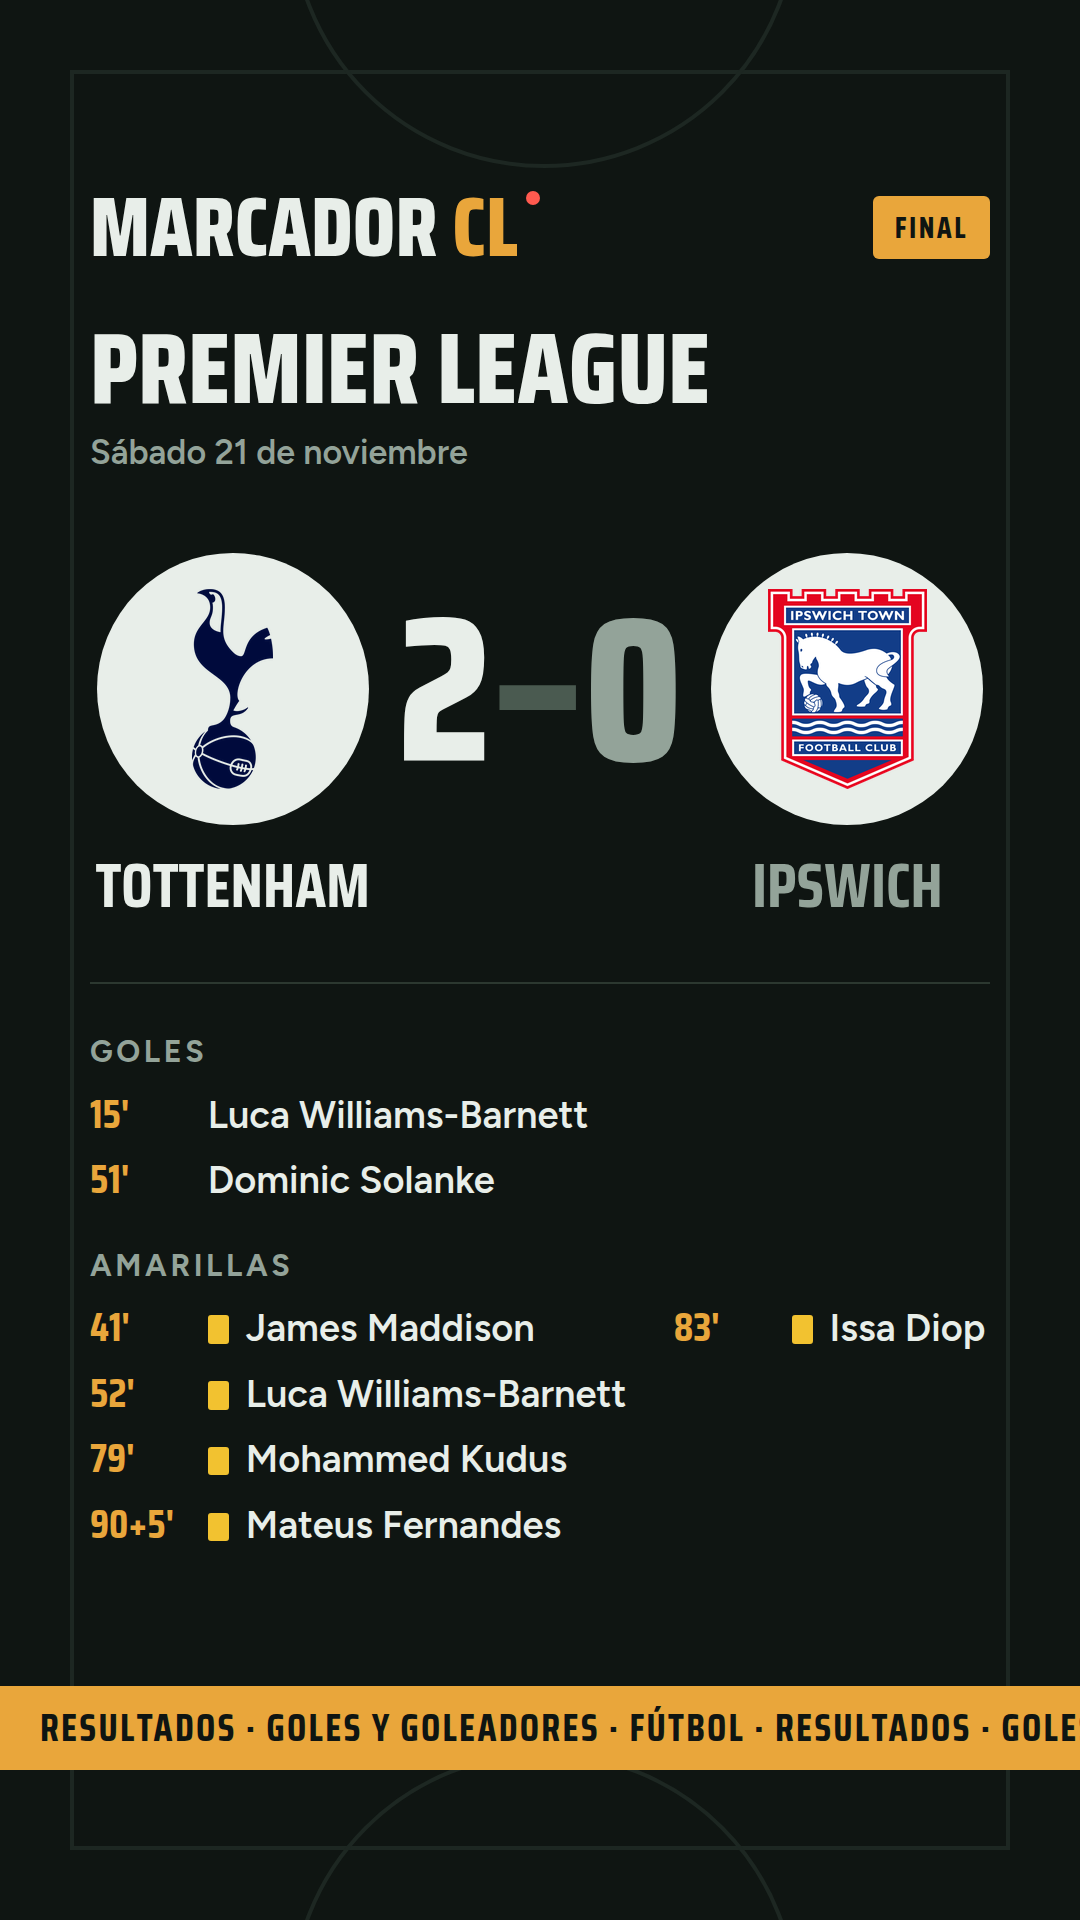 MARCADOR CL
FINAL
PREMIER LEAGUE
Sábado 21 de noviembre
2-0
IPSWICH TOWN
FOOTBALL CLUB
TOTTENHAM
IPSWICH
GOLES
15' Luca Williams-Barnett
51' Dominic Solanke
AMARILLAS
41' James Maddison 83' Issa Diop
52' Luca Williams-Barnett
79' Mohammed Kudus
90+5' Mateus Fernandes
RESULTADOS · GOLES Y GOLEADORES · FÚTBOL · RESULTADOS · GOLES